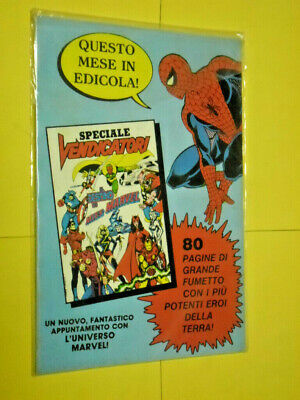 QUESTO
MESE IN
EDICOLA!
SPECIALE
VENDICATORI
80
PAGINE DI
GRANDE
FUMETTO
CON I PIÙ
POTENTI EROI
DELLA
TERRA!
UN NUOVO, FANTASTICO
APPUNTAMENTO CON
L'UNIVERSO
MARVEL!